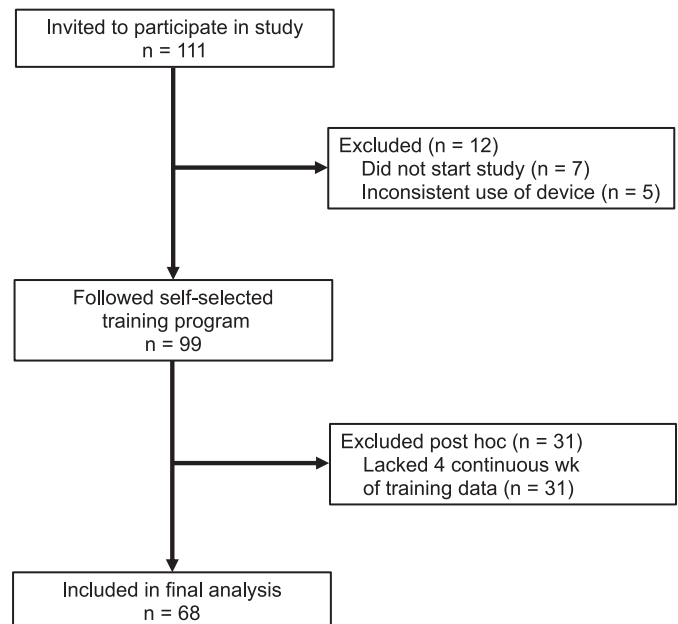 Invited to participate in study
n = 111
Excluded (n = 12)
Did not start study (n = 7)
Inconsistent use of device (n = 5)
Followed self-selected
training program
n = 99
Excluded post hoc (n = 31)
Lacked 4 continuous wk
of training data (n = 31)
Included in final analysis
n = 68